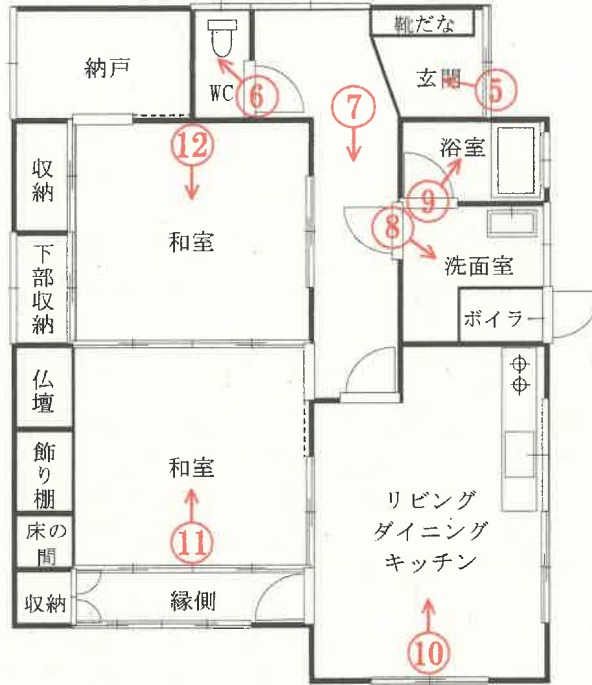 靴だな
納戸
玄関
⑤
⑥
WC
⑦
浴室
⑫
収納
⑨
⑧
和室
洗面室
下部収納
ボイラ
仏壇
飾り棚
和室
リビング
ダイニング
キッチン
床の間
⑪
収納
縁側
⑩